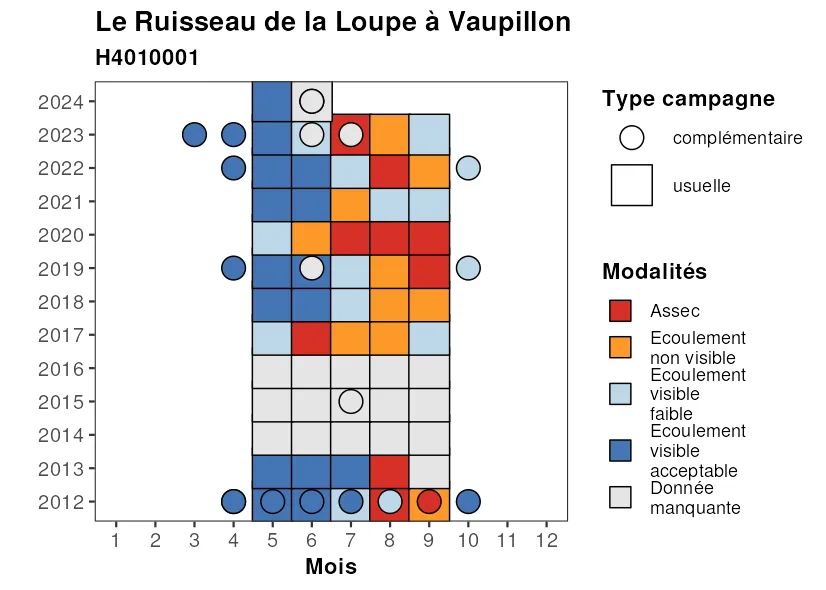 Le Ruisseau de la Loupe à Vaupillon
H4010001
2024
2023
2022
2021
2020
2019
2018
2017
2016
2015
2014
2013
2012
1 2 3 4 5 6 7 8 9 10 11 12
Mois
Type campagne
complémentaire
usuelle
Modalités
Assec
Ecoulement
non visible
Ecoulement
visible
faible
Ecoulement
visible
acceptable
Donnée
manquante